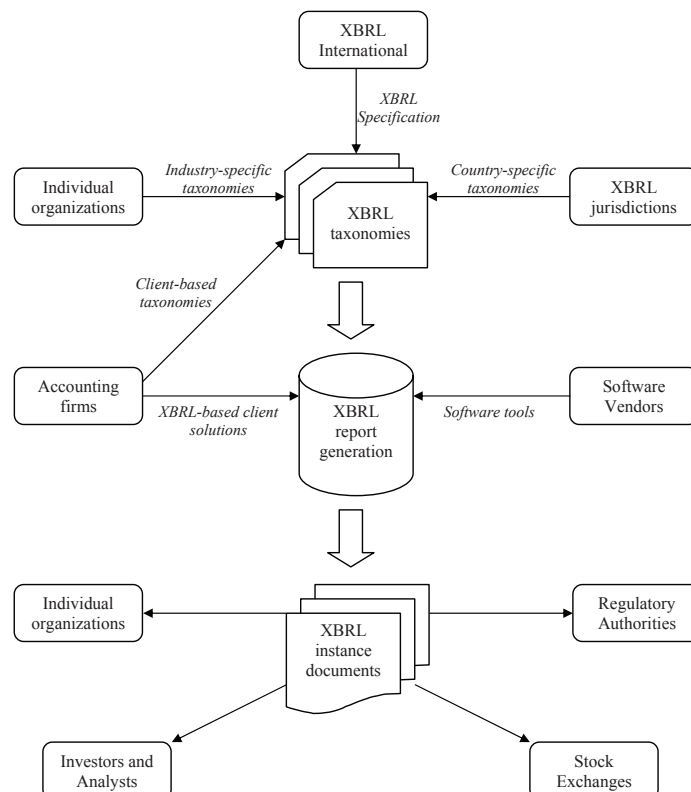 XBRL
International
XBRL
Specification
Industry-specific
taxonomies
Country-specific
taxonomies
Individual
organizations
XBRL
taxonomies
XBRL
jurisdictions
Client-based
taxonomies
Accounting
firms
XBRL-based client
solutions
XBRL
report
generation
Software tools
Software
Vendors
Individual
organizations
XBRL
instance
documents
Regulatory
Authorities
Investors and
Analysts
Stock
Exchanges